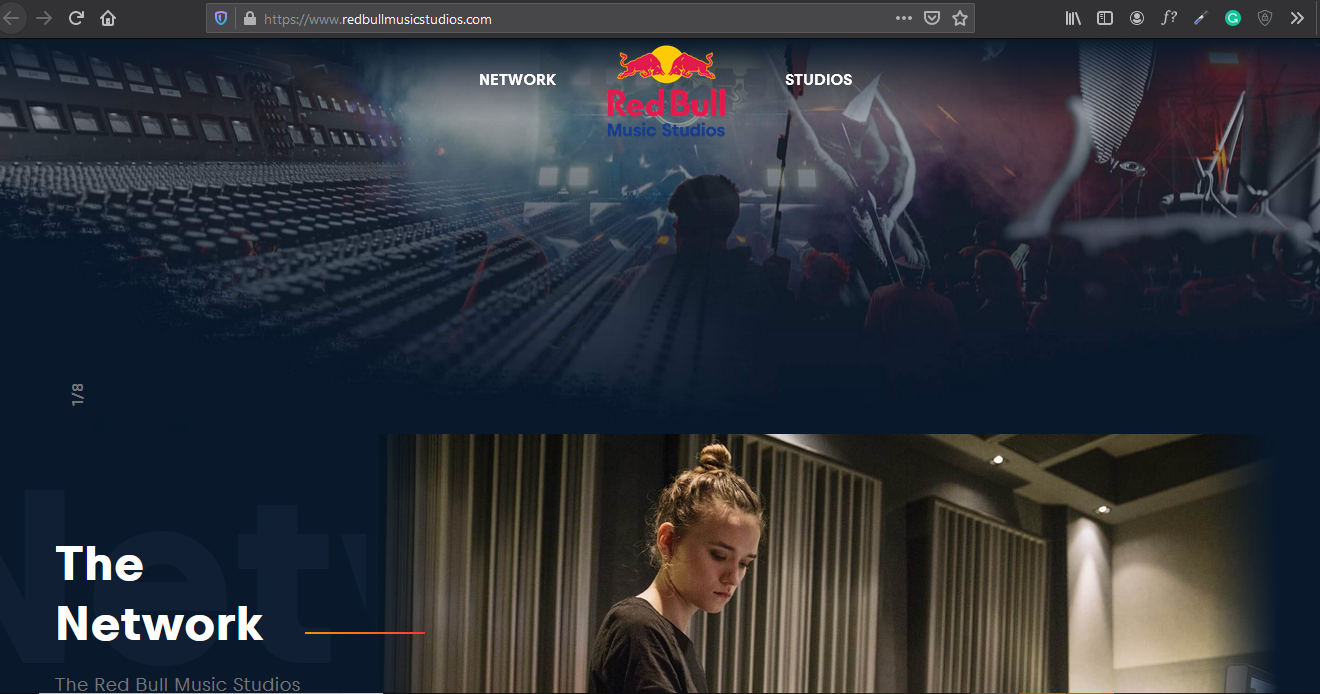 https://www.redbullmusicstudios.com
f?
NETWORK
Red Bull
Music Studios
STUDIOS
1/8
Netw
The
Network
The Red Bull Music Studios